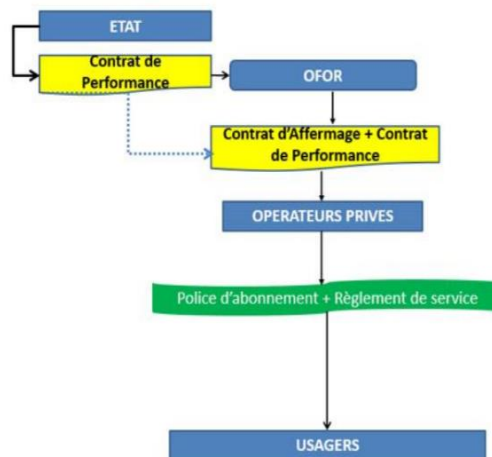 ETAT
Contrat de
Performance
OFOR
Contrat d'Affermage + Contrat
de Performance
OPERATEURS PRIVES
Police d'abonnement + Règlement de service
USAGERS